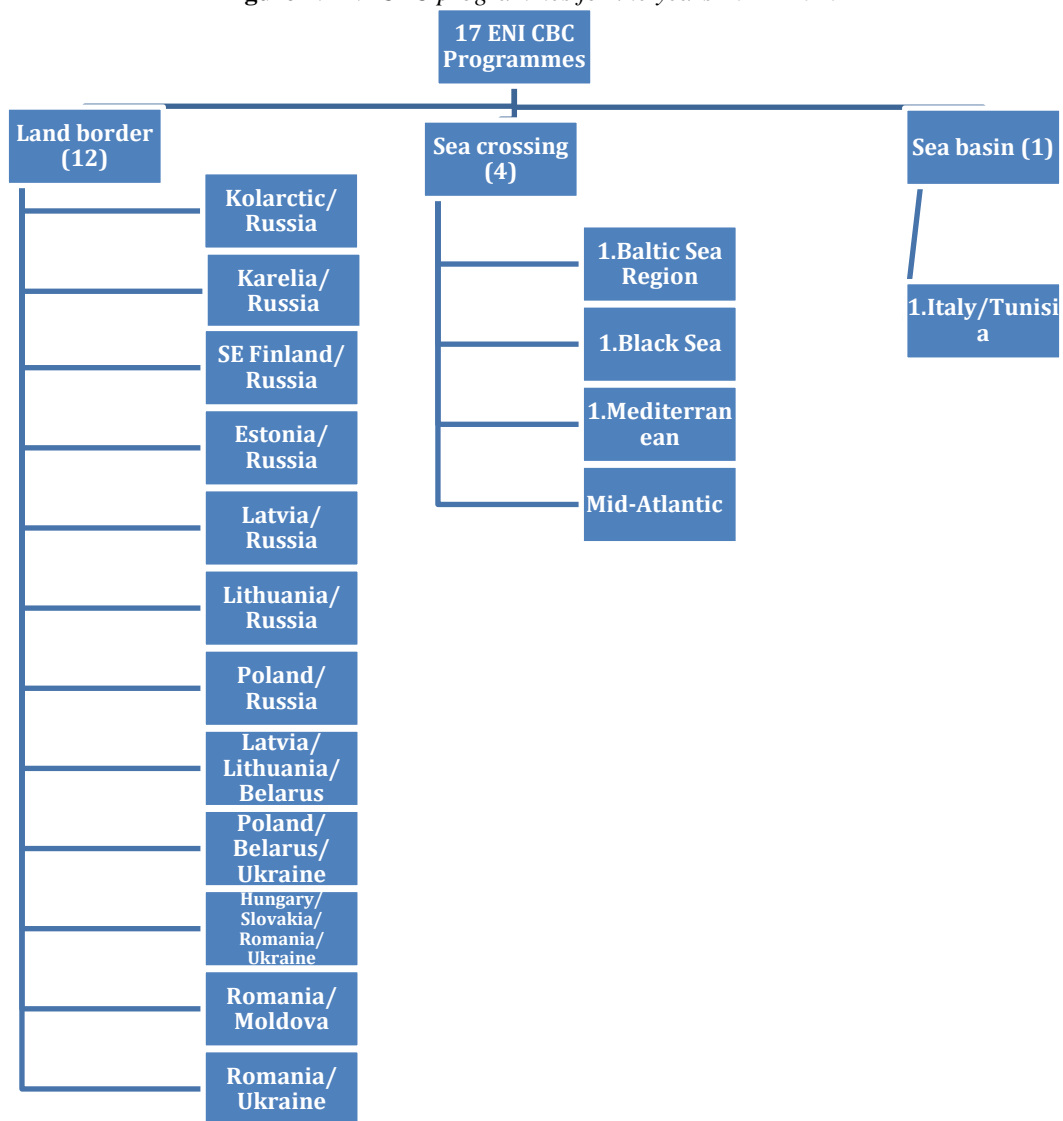 17 ENI CBC
Programmes
Land border
(12)
Kolarctic/
Russia
Karelia/
Russia
SE Finland/
Russia
Estonia/
Russia
Latvia/
Russia
Lithuania/
Russia
Poland/
Russia
Latvia/
Lithuania/
Belarus
Poland/
Belarus/
Ukraine
Hungary/
Slovakia/
Romania/
Ukraine
Romania/
Moldova
Romania/
Ukraine
Sea crossing
(4)
1.Baltic Sea
Region
1.Black Sea
1.Mediterran
ean
Mid-Atlantic
Sea basin (1)
1.Italy/Tunisi
a